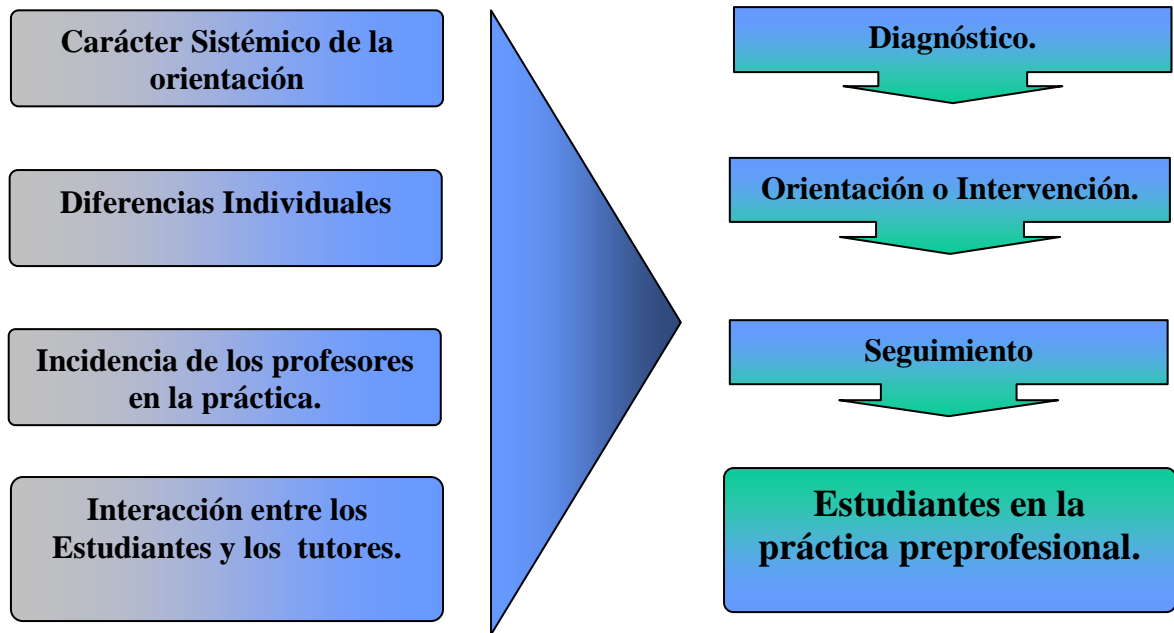 Carácter Sistémico de la
orientación
Diferencias Individuales
Incidencia de los profesores
en la práctica.
Interacción entre los
Estudiantes y los  tutores.
Diagnóstico.
Orientación o Intervención.
Seguimiento
Estudiantes en la
práctica preprofesional.